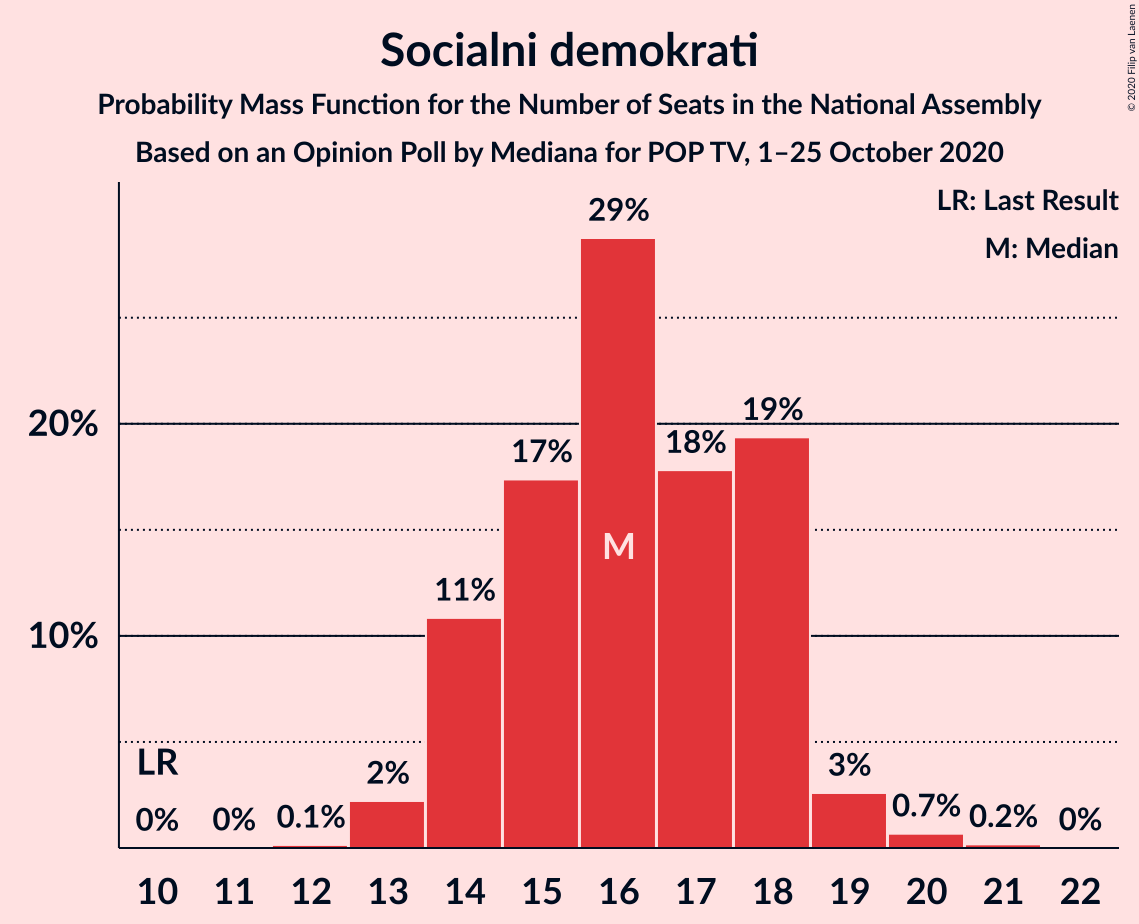 Socialni demokrati
Probability Mass Function for the Number of Seats in the National Assembly
Based on an Opinion Poll by Mediana for POP TV, 1–25 October 2020
© 2020 Filip van Laenen
LR: Last Result
M: Median
29%
20%
19%
18%
17%
M
11%
10%
LR
3%
2%
0% 0% 0.1% 0.7% 0.2% 0%
10 11 12 13 14 15 16 17 18 19 20 21 22